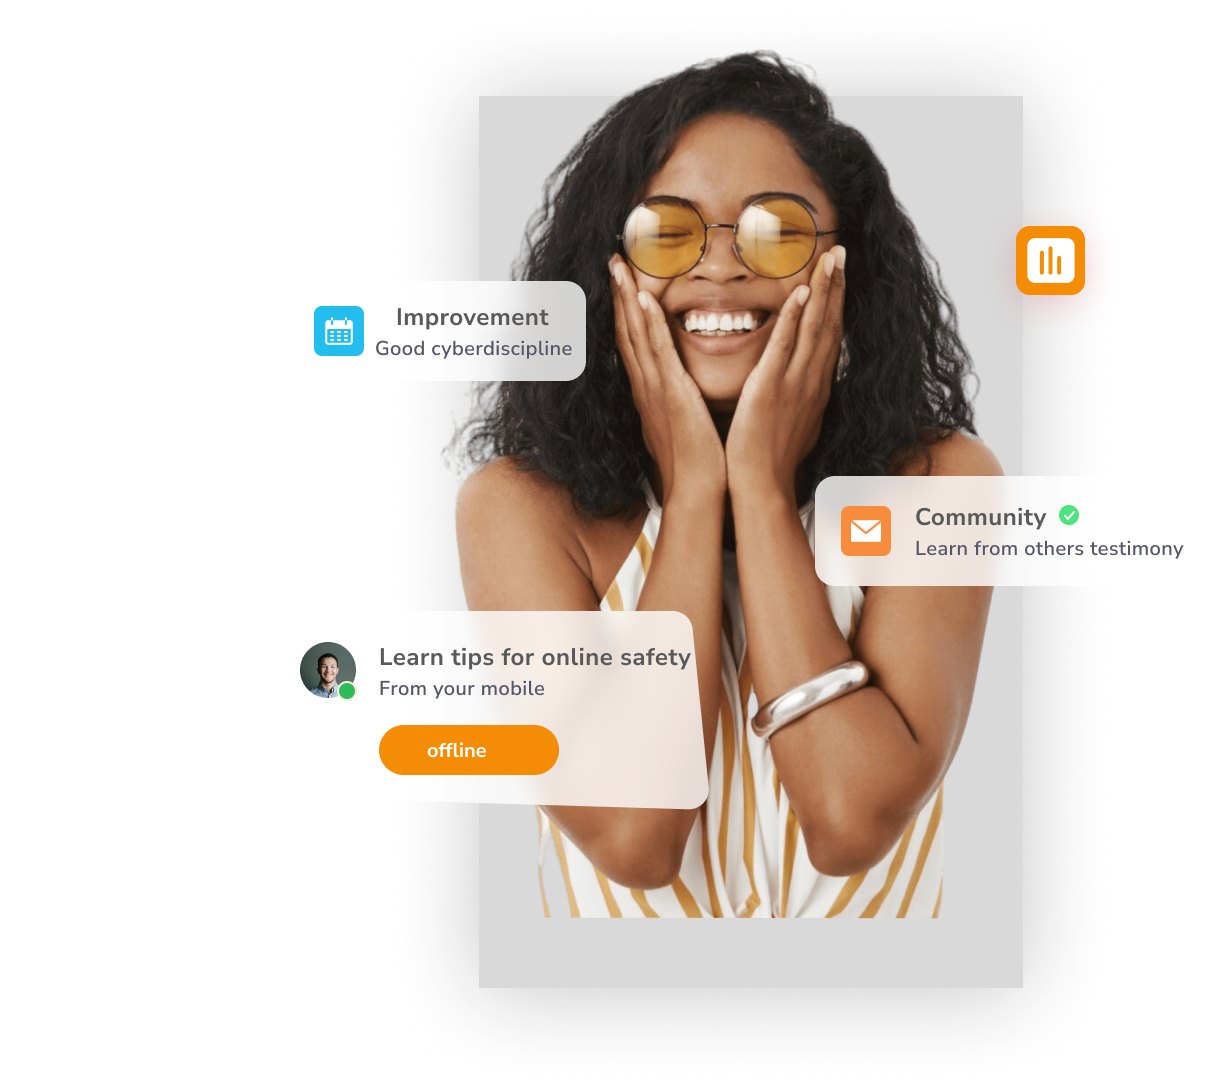 Improvement
Good cyberdiscipline
Community
Learn from others testimony
Learn tips for online safety
From your mobile
offline